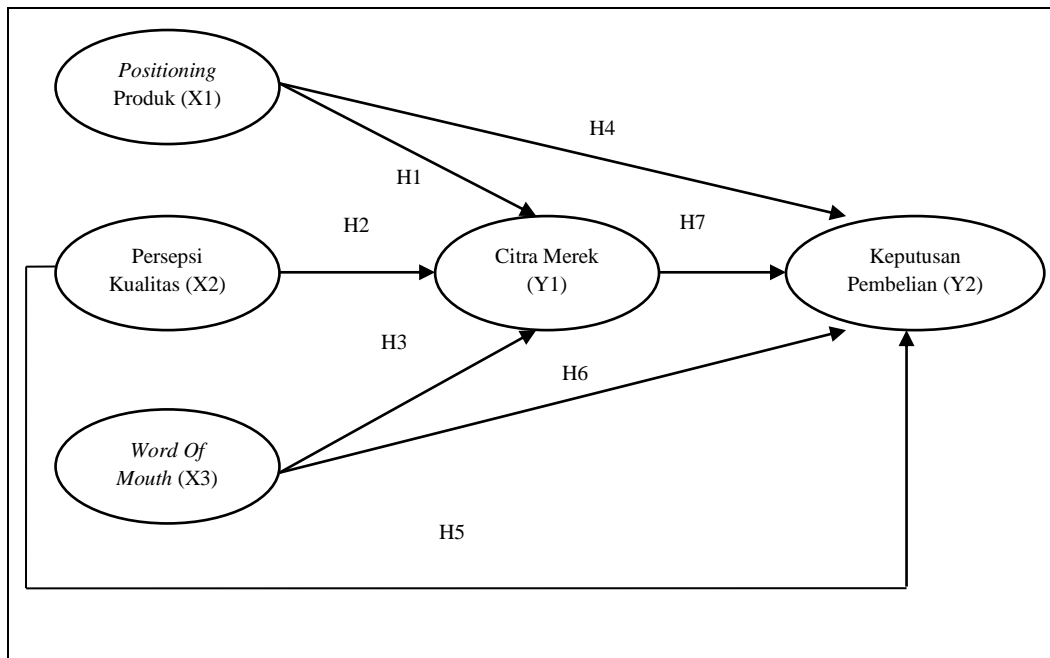 Positioning
Produk (X1)
H4
H1
H2
H7
Persepsi
Kualitas (X2)
Citra Merek
(Y1)
Keputusan
Pembelian (Y2)
H3
H6
Word Of
Mouth (X3)
H5